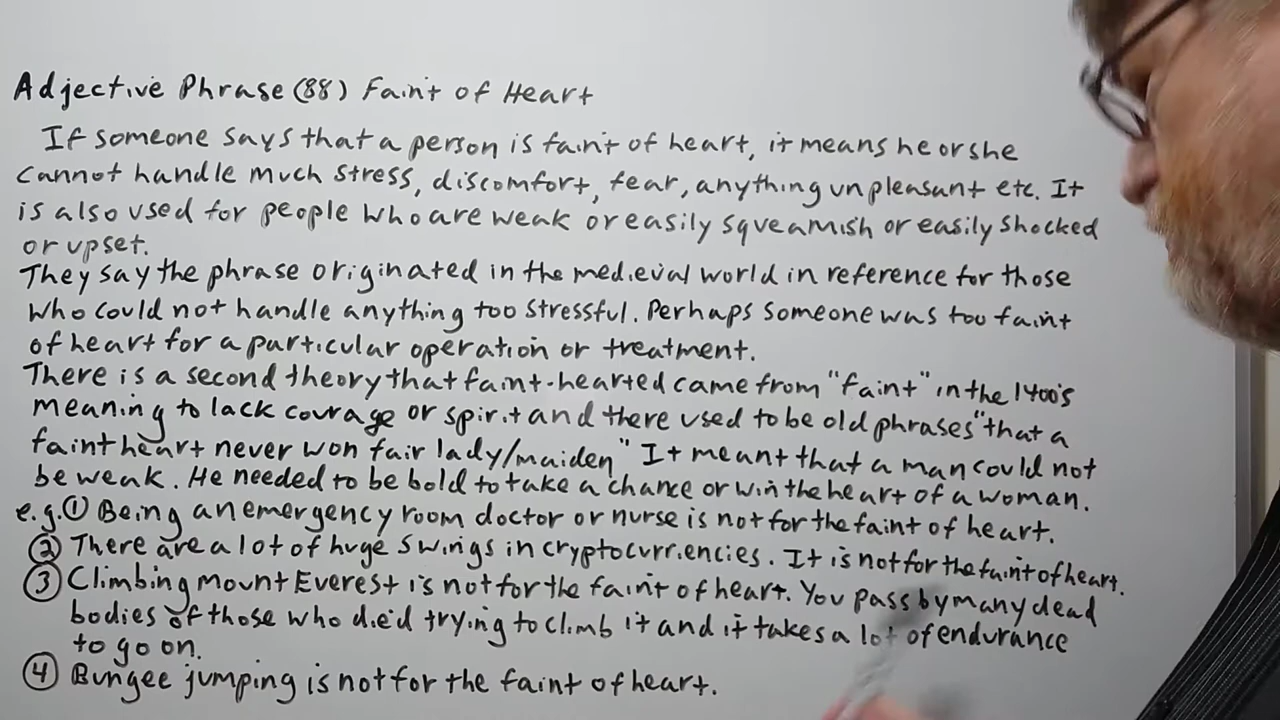 Adjective Phrase (88) Faint of Heart
If someone says that a person is faint of heart, it means he or she
cannot handle much stress, discomfort, fear, anything unpleasant etc. It
is also used for people who are weak or easily squeamish or easily shocked
or upset.
They say the phrase originated in the medieval world in reference for those
who could not handle anything too stressful. Perhaps someone was too faint
of heart for a particular operation or treatment.
There is a second theory that faint-hearted came from "faint" in the 1400's
meaning to lack courage or spirit and there used to be old phrases "that a
faint heart never won fair lady/maiden" It meant that a man could not
be weak. He needed to be bold to take a chance or win the heart of a woman.
e.g. ① Being an emergency room doctor or nurse is not for the faint of heart.
② There are a lot of huge swings in cryptocurrencies. It is not for the faint of heart.
③ Climbing mount Everest is not for the faint of heart. You pass by many dead
bodies of those who died trying to climb it and it takes a lot of endurance
to go on.
④ Bungee jumping is not for the faint of heart.